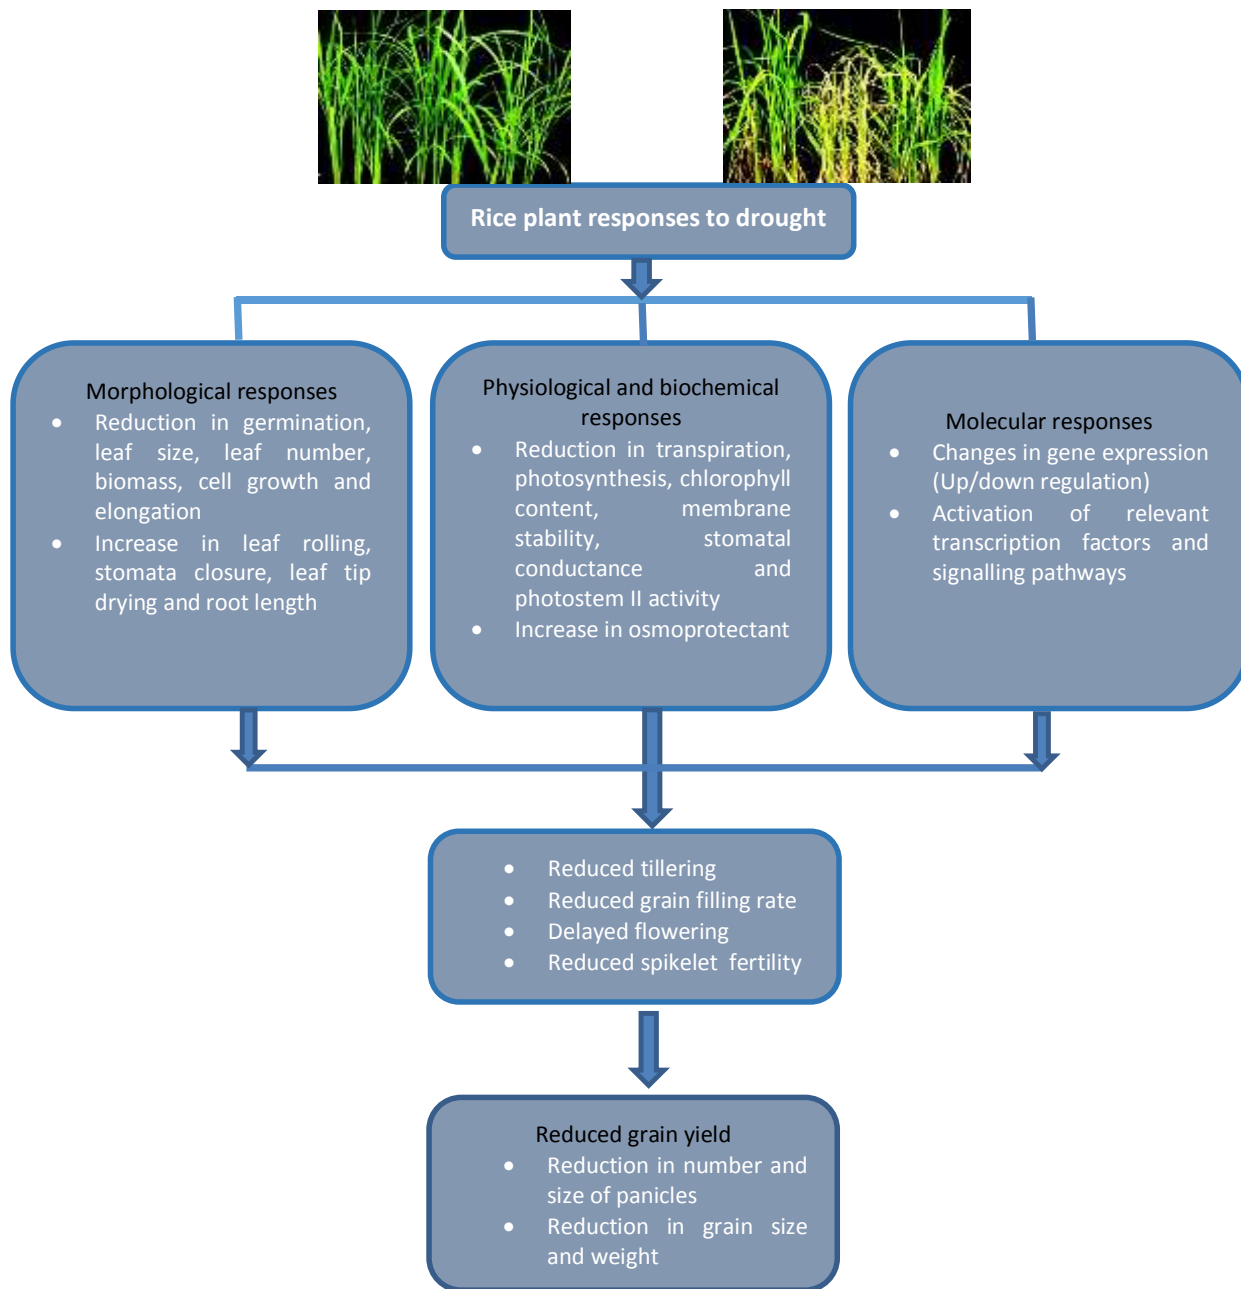 Rice plant responses to drought
Morphological responses
• Reduction in germination,
leaf size, leaf number,
biomass, cell growth and
elongation
• Increase in leaf rolling,
stomata closure, leaf tip
drying and root length
Physiological and biochemical
responses
• Reduction in transpiration,
photosynthesis, chlorophyll
content, membrane
stability, stomatal
conductance and
photostem II activity
• Increase in osmoprotectant
Molecular responses
• Changes in gene expression
(Up/down regulation)
• Activation of relevant
transcription factors and
signalling pathways
• Reduced tillering
• Reduced grain filling rate
• Delayed flowering
• Reduced spikelet fertility
Reduced grain yield
• Reduction in number and
size of panicles
• Reduction in grain size
and weight